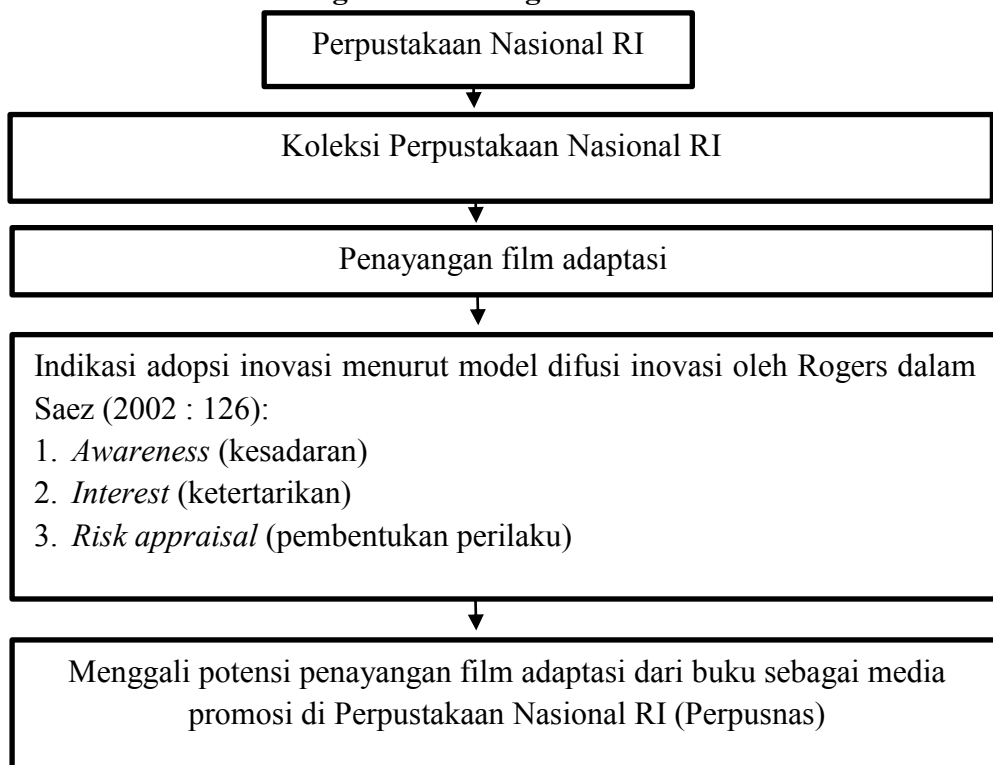 Perpustakaan Nasional RI
Koleksi Perpustakaan Nasional RI
Penayangan film adaptasi
Indikasi adopsi inovasi menurut model difusi inovasi oleh Rogers dalam
Saez (2002 : 126):
1. Awareness (kesadaran)
2. Interest (ketertarikan)
3. Risk appraisal (pembentukan perilaku)
Menggali potensi penayangan film adaptasi dari buku sebagai media
promosi di Perpustakaan Nasional RI (Perpusnas)